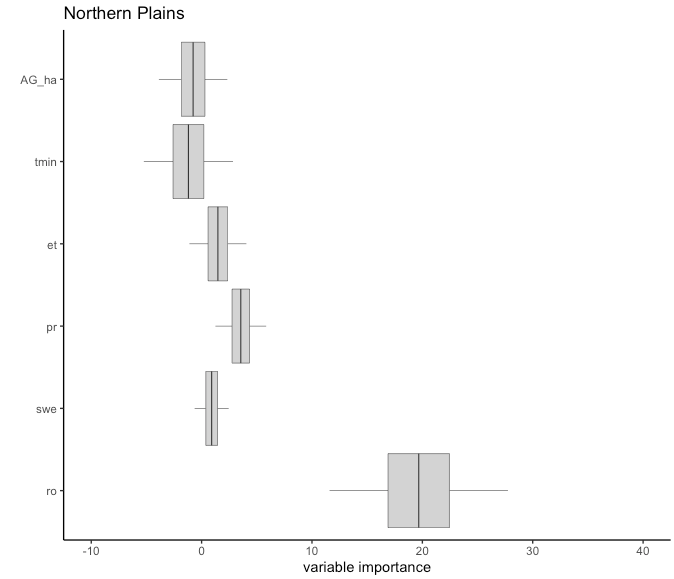 Northern Plains
AG_ha
tmin
et
pr
swe
ro
-10 0 10 20 30 40
variable importance